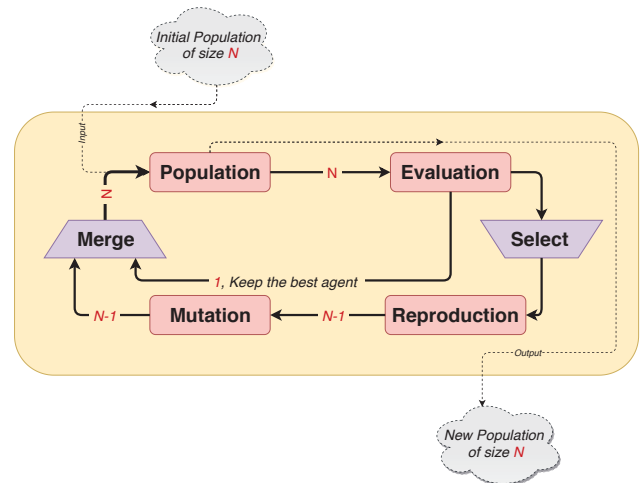 Initial Population
of size N
Input
Population
N
Evaluation
N
Merge
Select
1, Keep the best agent
N-1
Mutation
N-1
Reproduction
Output
New Population
of size N